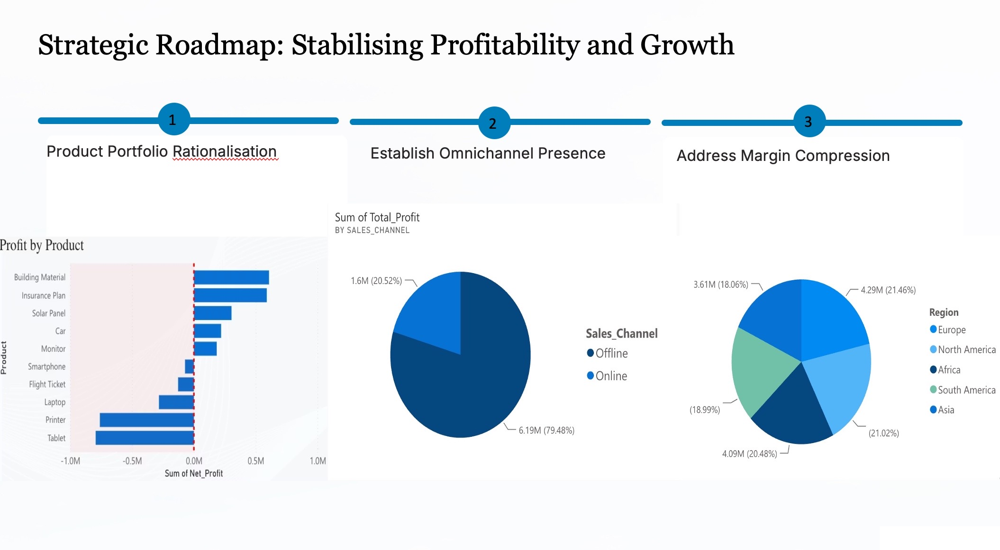 Strategic Roadmap: Stabilising Profitability and Growth
1
2
3
Product Portfolio Rationalisation
Establish Omnichannel Presence
Address Margin Compression
Profit by Product
Product
Building Material
Insurance Plan
Solar Panel
Car
Monitor
Smartphone
Flight Ticket
Laptop
Printer
Tablet
-1.0M
-0.5M
0.0M
0.5M
1.0M
Sum of Net_Profit
Sum of Total_Profit
BY SALES_CHANNEL
1.6M (20.52%)
6.19M (79.48%)
Sales_Channel
Offline
Online
3.61M (18.06%)
4.29M (21.46%)
(18.99%)
(21.02%)
4.09M (20.48%)
Region
Europe
North America
Africa
South America
Asia